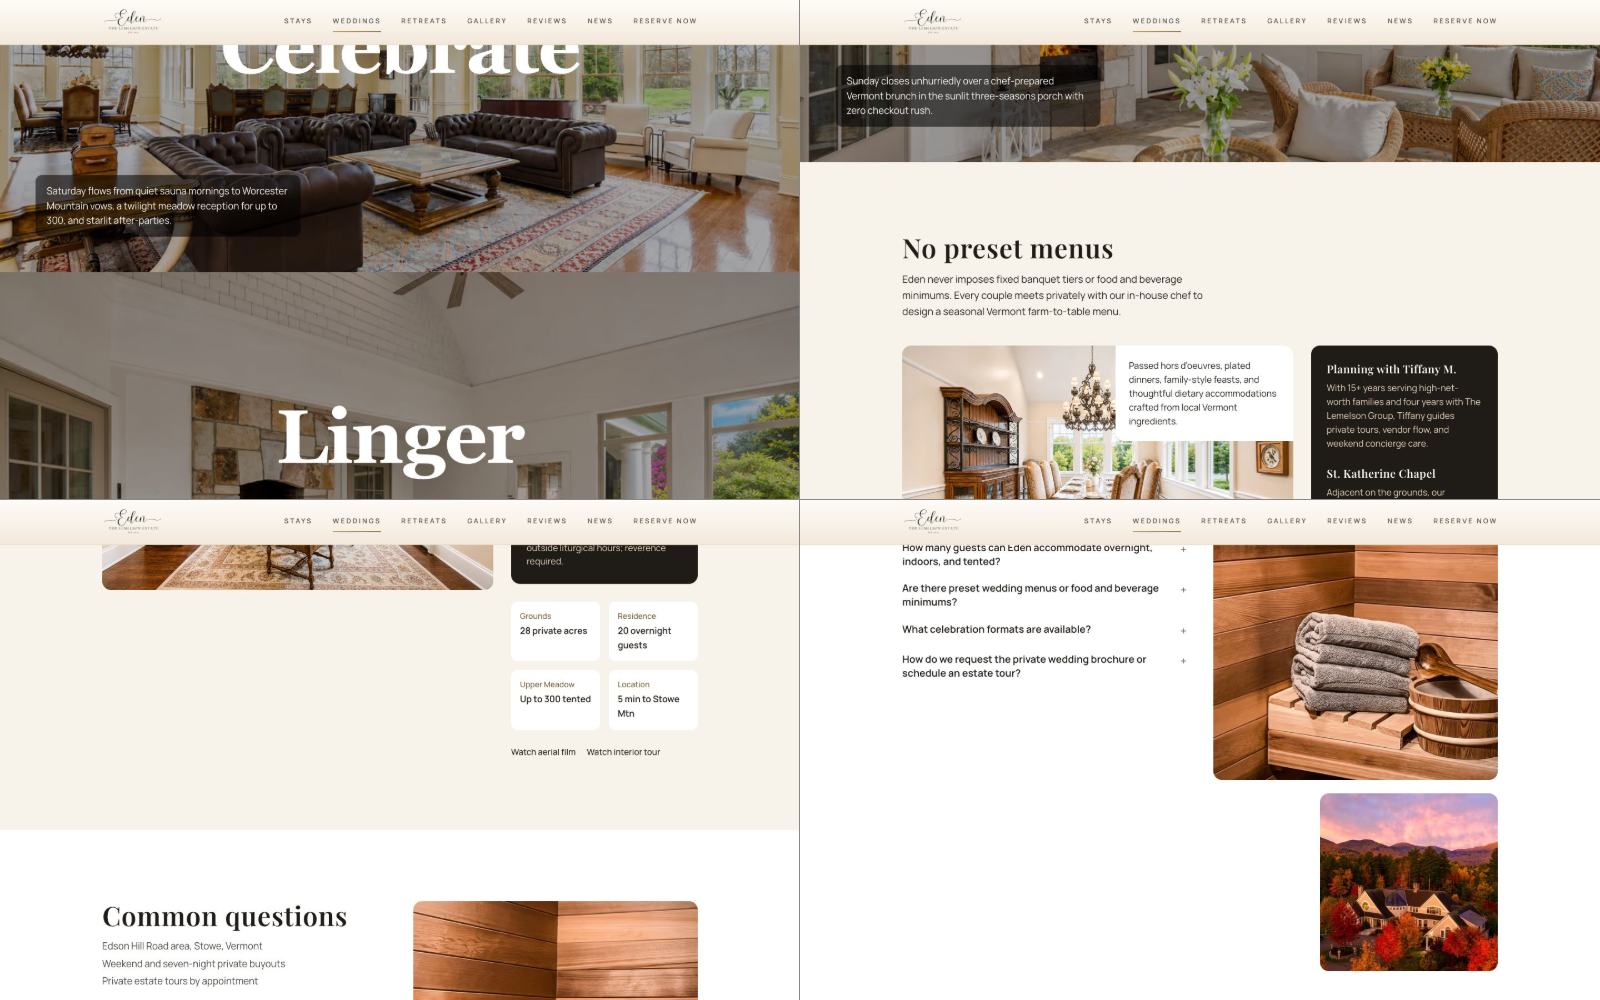 Eden
STAYS WEDDINGS RETREATS GALLERY REVIEWS NEWS RESERVE NOW
Celebrate
Saturday flows from quiet sauna mornings to Worcester
Mountain vows, a twilight meadow reception for up to
300, and starlit after-parties.
Linger
Eden
STAYS WEDDINGS RETREATS GALLERY REVIEWS NEWS RESERVE NOW
Sunday closes unhurriedly over a chef-prepared
Vermont brunch in the sunlit three-seasons porch with
zero checkout rush.
No preset menus
Eden never imposes fixed banquet tiers or food and beverage
minimums. Every couple meets privately with our in-house chef to
design a seasonal Vermont farm-to-table menu.
Passed hors d'oeuvres, plated
dinners, family-style feasts, and
thoughtful dietary accommodations
crafted from local Vermont
ingredients.
Planning with Tiffany M.
With 15+ years serving high-net-
worth families and four years with The
Lemelson Group, Tiffany guides
private tours, vendor flow, and
weekend concierge care.
St. Katherine Chapel
Adjacent on the grounds, our
Eden
STAYS WEDDINGS RETREATS GALLERY REVIEWS NEWS RESERVE NOW
outside liturgical hours; reverence
required.
Grounds
28 private acres
Residence
20 overnight
guests
Upper Meadow
Up to 300 tented
Location
5 min to Stowe
Mtn
Watch aerial film Watch interior tour
Common questions
Edson Hill Road area, Stowe, Vermont
Weekend and seven-night private buyouts
Private estate tours by appointment
Eden
STAYS WEDDINGS RETREATS GALLERY REVIEWS NEWS RESERVE NOW
How many guests can Eden accommodate overnight,
indoors, and tented? +
Are there preset wedding menus or food and beverage
minimums? +
What celebration formats are available? +
How do we request the private wedding brochure or
schedule an estate tour? +